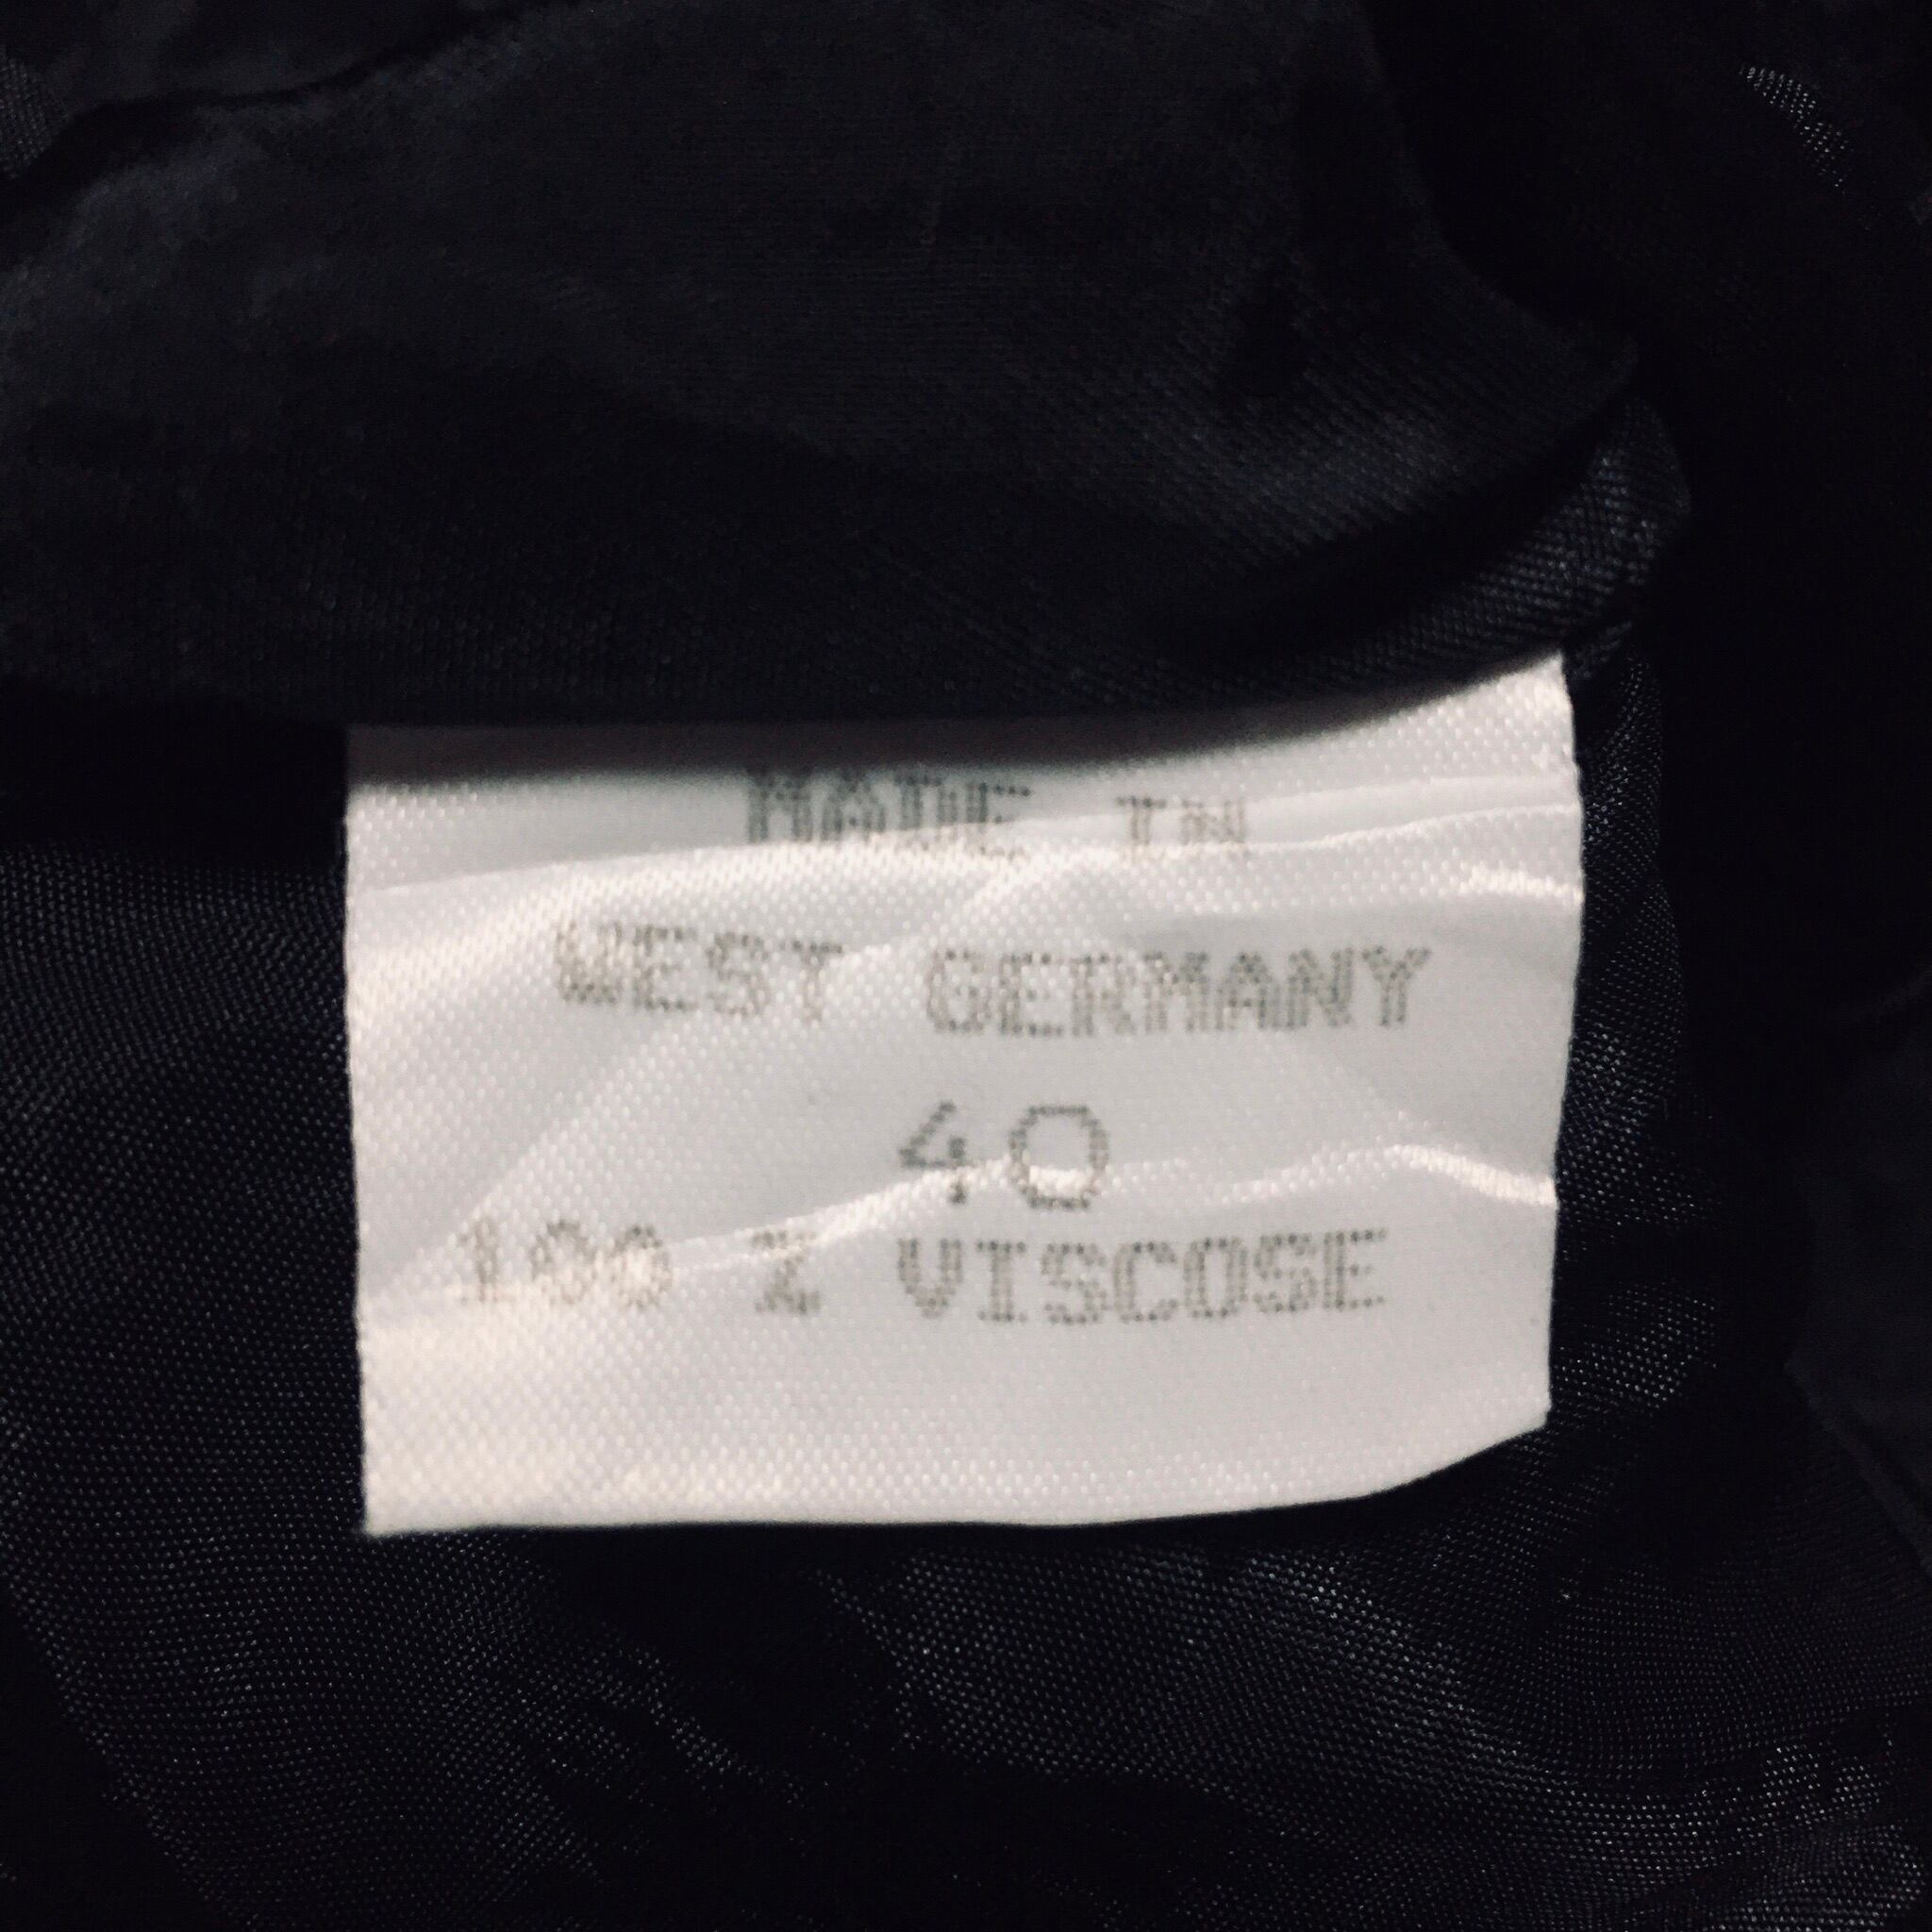 MADE IN
WEST GERMANY
40
100 % VISCOSE